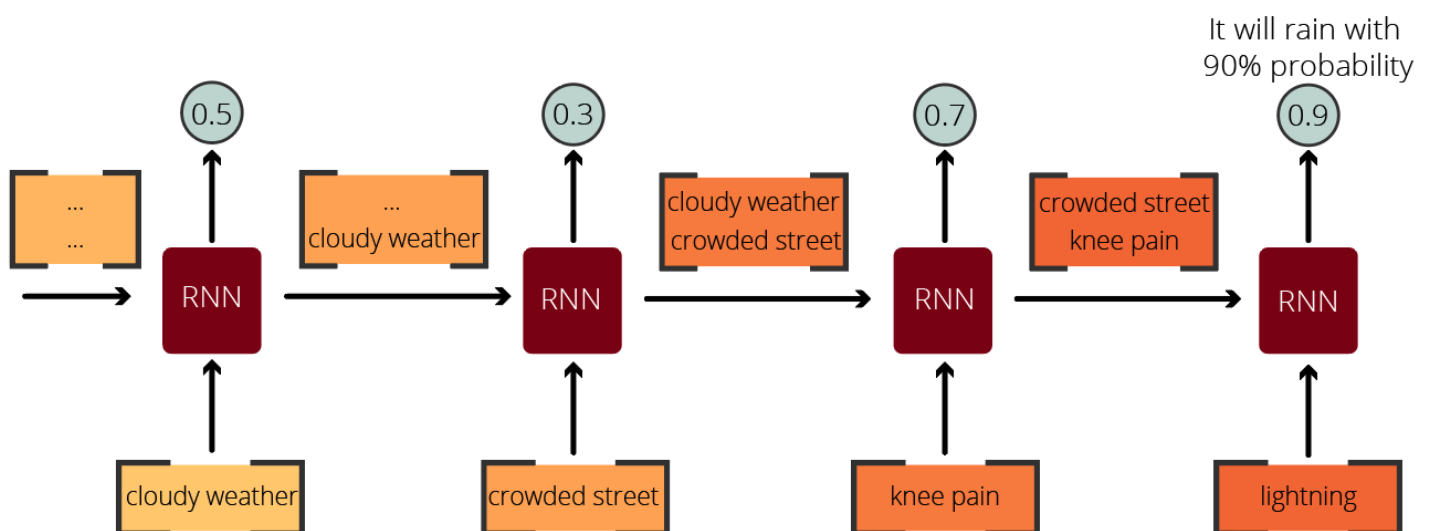 It will rain with
90% probability
0.5
0.3
0.7
0.9
...
...
...
cloudy weather
cloudy weather
crowded street
crowded street
knee pain
RNN
RNN
RNN
RNN
cloudy weather
crowded street
knee pain
lightning